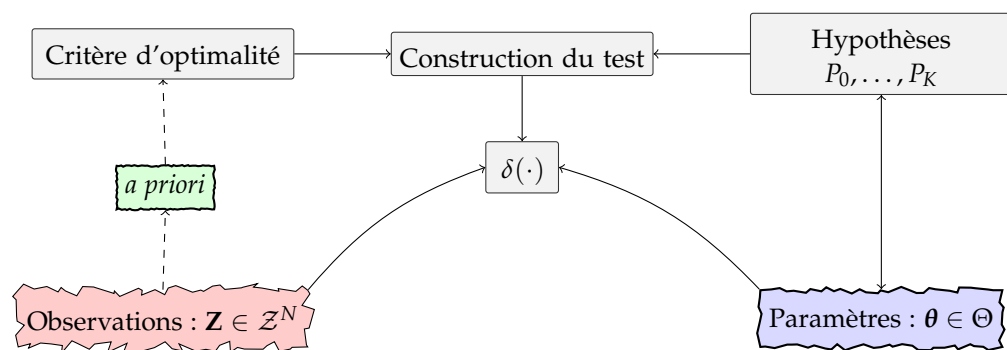 Critère d'optimalité
Construction du test
Hypothèses
P₀, . . . , P_K
a priori
δ(·)
Observations : Z ∈ 𝒵^N
Paramètres : θ ∈ Θ